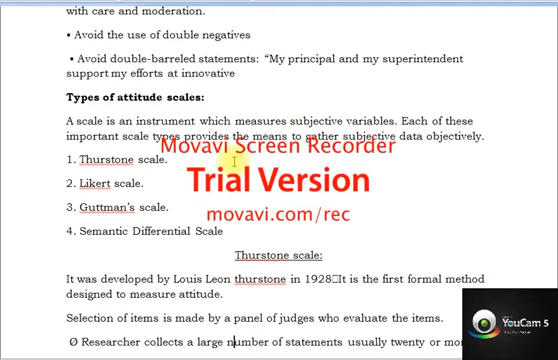 with care and moderation.
• Avoid the use of double negatives
• Avoid double-barreled statements: “My principal and my superintendent
support my efforts at innovative
Types of attitude scales:
A scale is an instrument which measures subjective variables. Each of these
important scale types provides the means to gather subjective data objectively.
Movavi Screen Recorder
1. Thurstone scale.
Trial Version
2. Likert scale.
movavi.com/rec
3. Guttman’s scale.
4. Semantic Differential Scale
Thurstone scale:
It was developed by Louis Leon thurstone in 1928□It is the first formal method
designed to measure attitude.
Selection of items is made by a panel of judges who evaluate the items.
Ø Researcher collects a large number of statements usually twenty or mor
YouCam 5